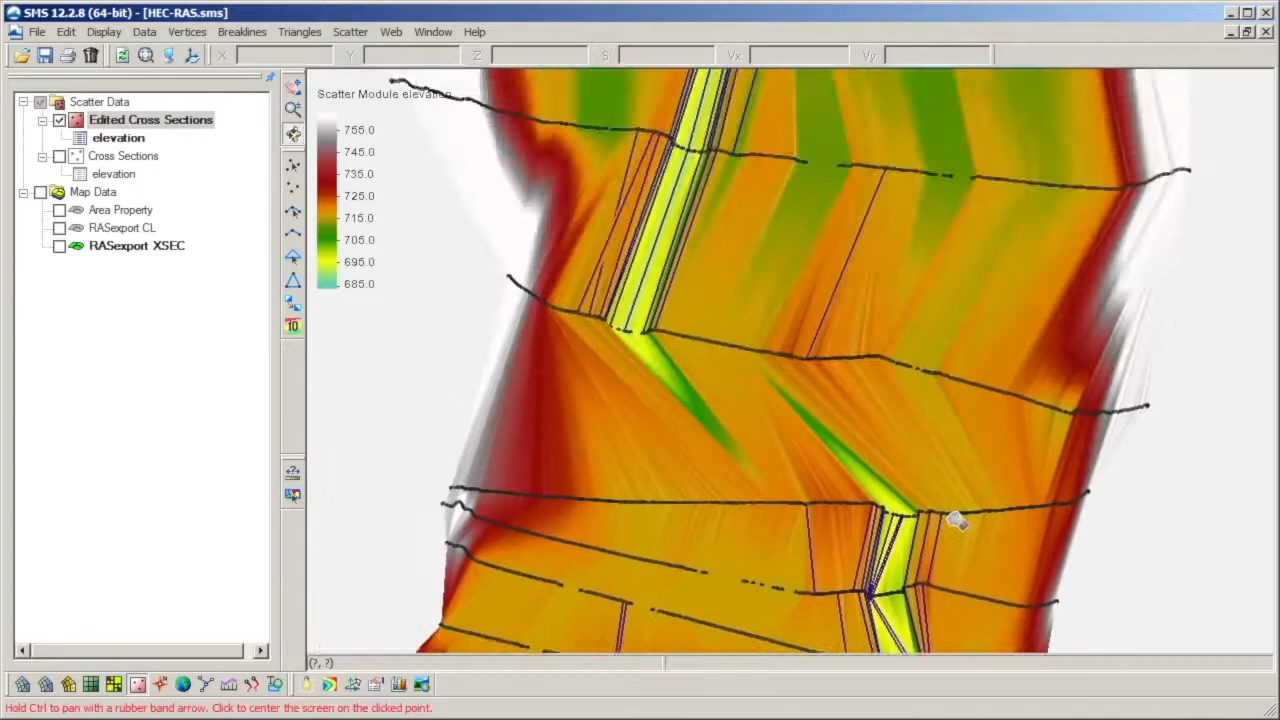 SMS 12.2.8 (64-bit) - [HEC-RAS.sms]
File Edit Display Data Vertices Breaklines Triangles Scatter Web Window Help
X: Y: Z: S: Vx: Vy:
Scatter Data
Edited Cross Sections
elevation
Cross Sections
elevation
Map Data
Area Property
RASexport CL
RASexport XSEC
10
Scatter Module elevation
755.0
745.0
735.0
725.0
715.0
705.0
695.0
685.0
(?, ?)
Hold Ctrl to pan with a rubber band arrow. Click to center the screen on the clicked point.